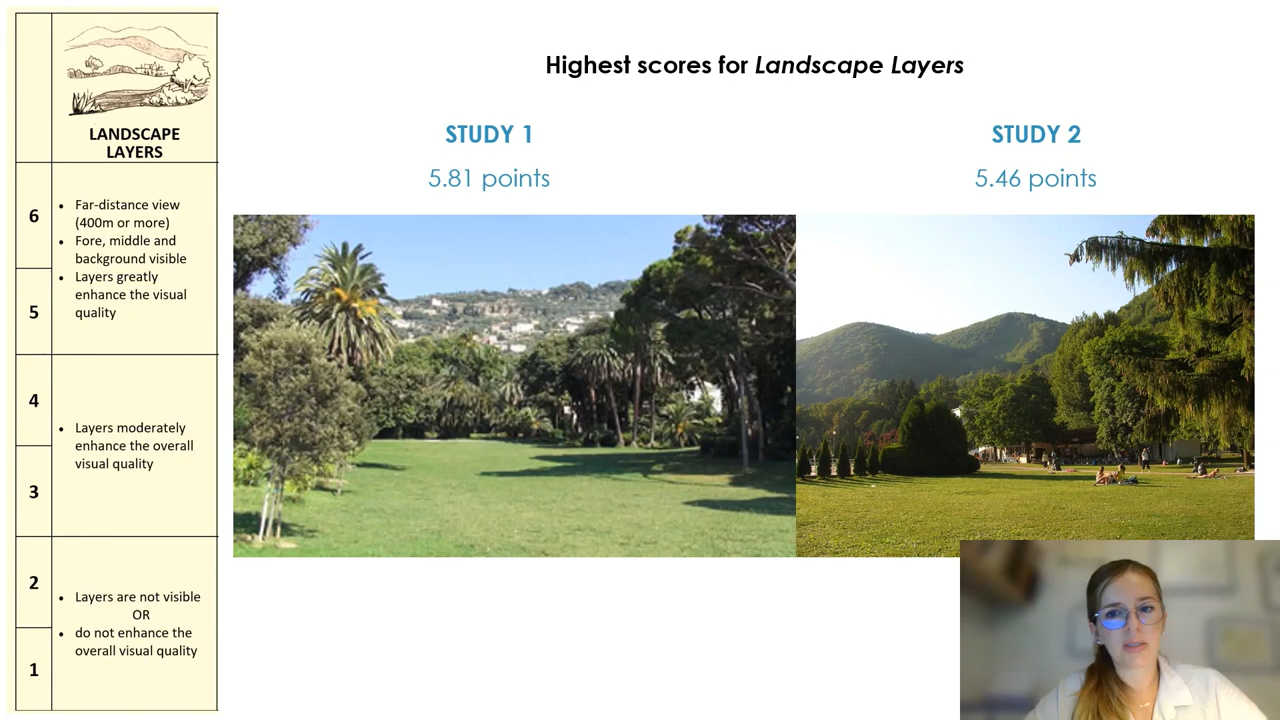 LANDSCAPE
LAYERS
6
• Far-distance view
(400m or more)
• Fore, middle and
background visible
• Layers greatly
enhance the visual
quality
5
4
• Layers moderately
enhance the overall
visual quality
3
2
• Layers are not visible
OR
• do not enhance the
overall visual quality
1
Highest scores for Landscape Layers
STUDY 1
5.81 points
STUDY 2
5.46 points